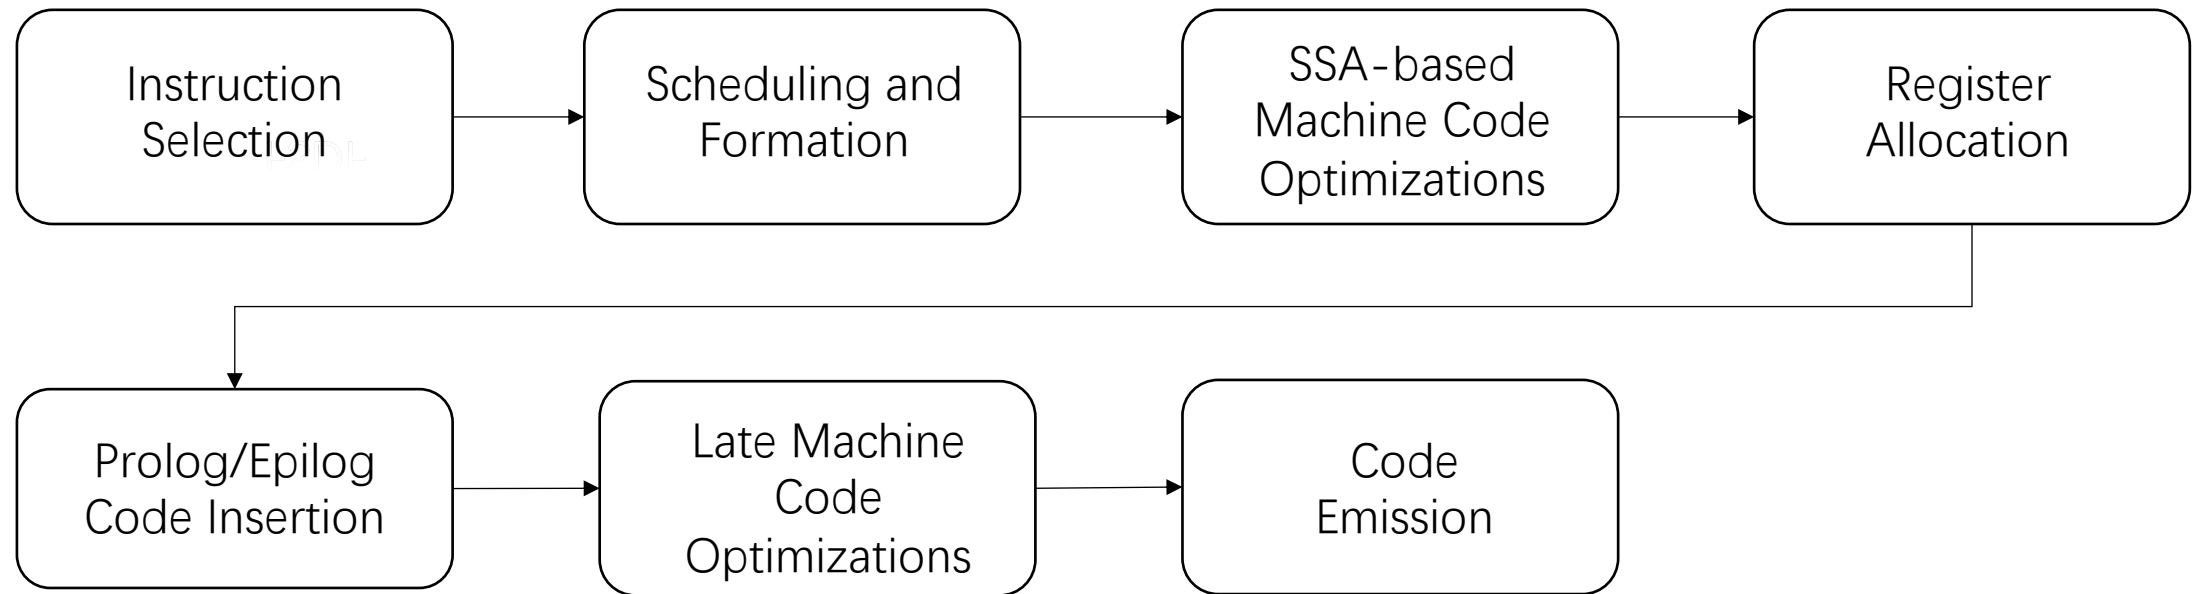 Instruction
Selection
Scheduling and
Formation
SSA-based
Machine Code
Optimizations
Register
Allocation
Prolog/Epilog
Code Insertion
Late Machine
Code
Optimizations
Code
Emission